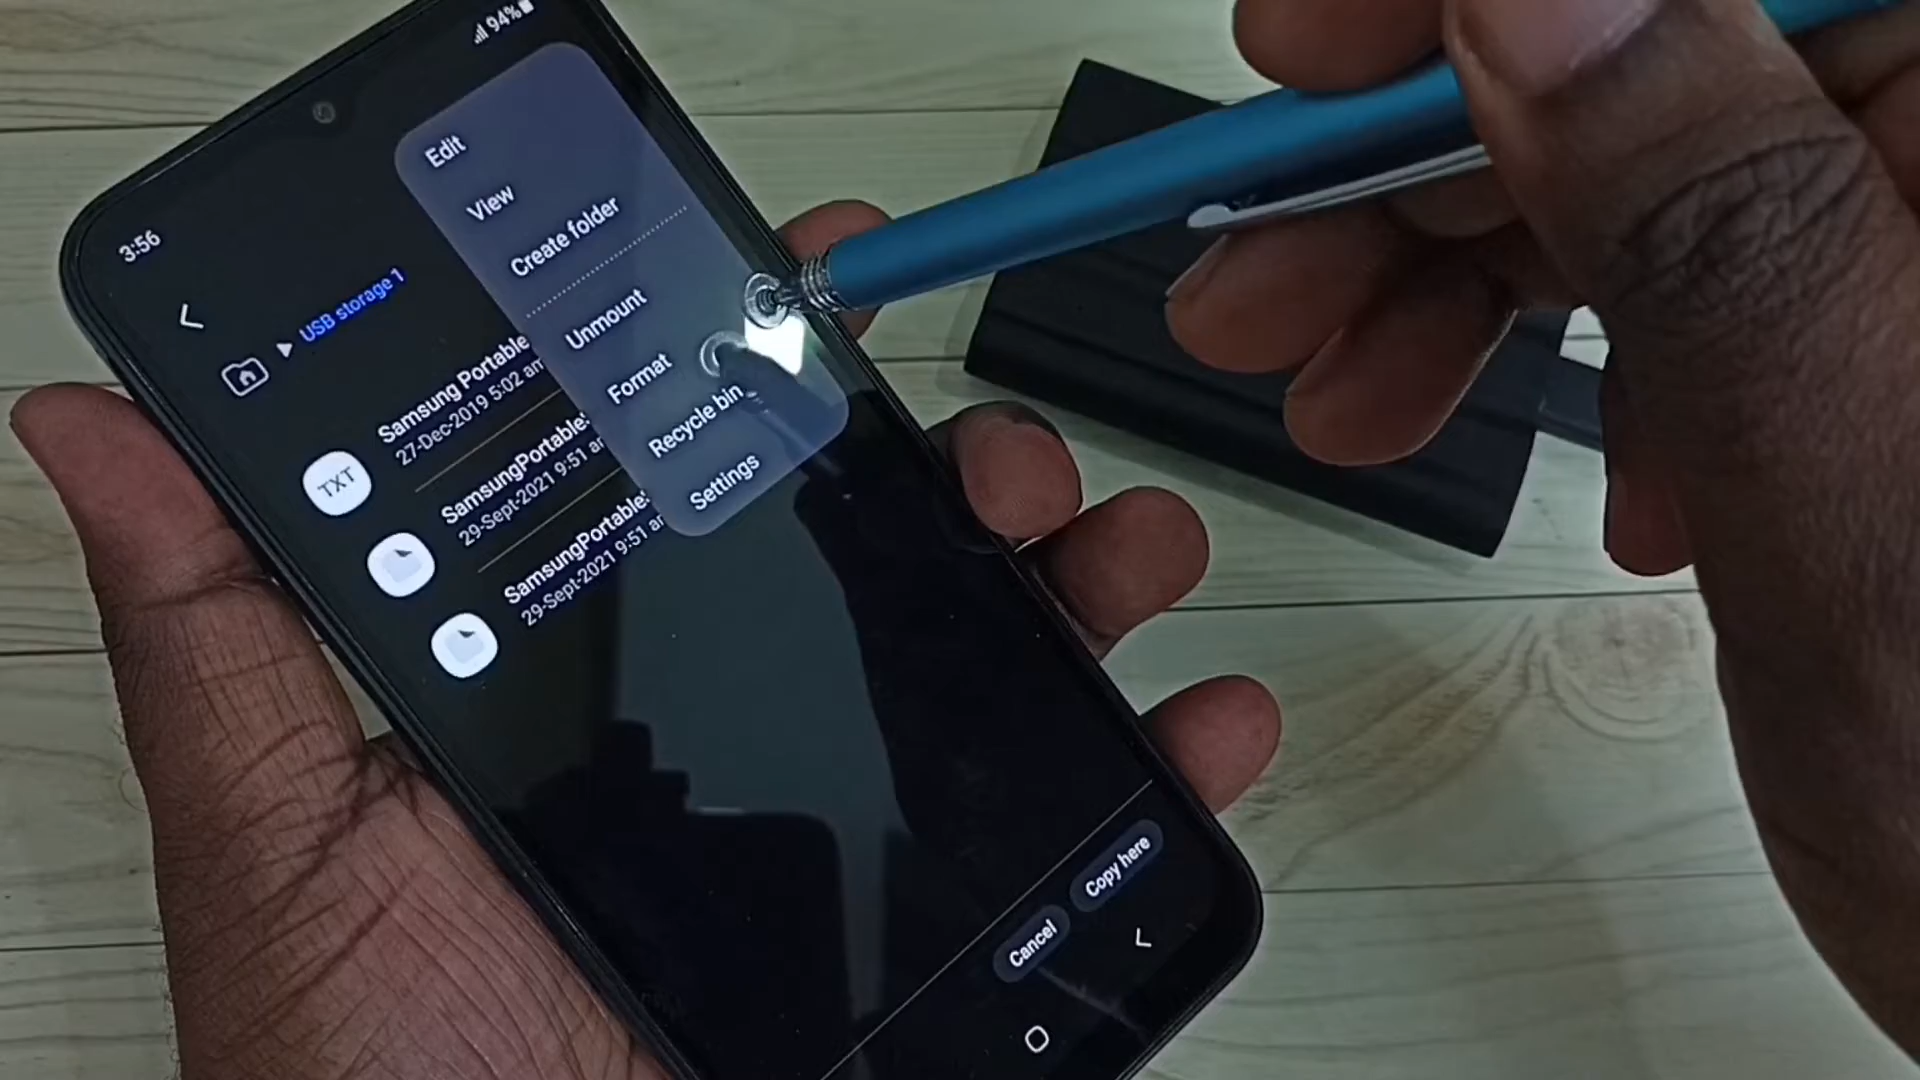 94%
3:56
USB storage 1
Edit
View
Create folder
Unmount
Format
Recycle bin
Settings
TXT
Samsung Portable
27-Dec-2019 5:02 am
SamsungPortable
29-Sept-2021 9:51 am
SamsungPortable
29-Sept-2021 9:51 ar
Cancel
Copy here